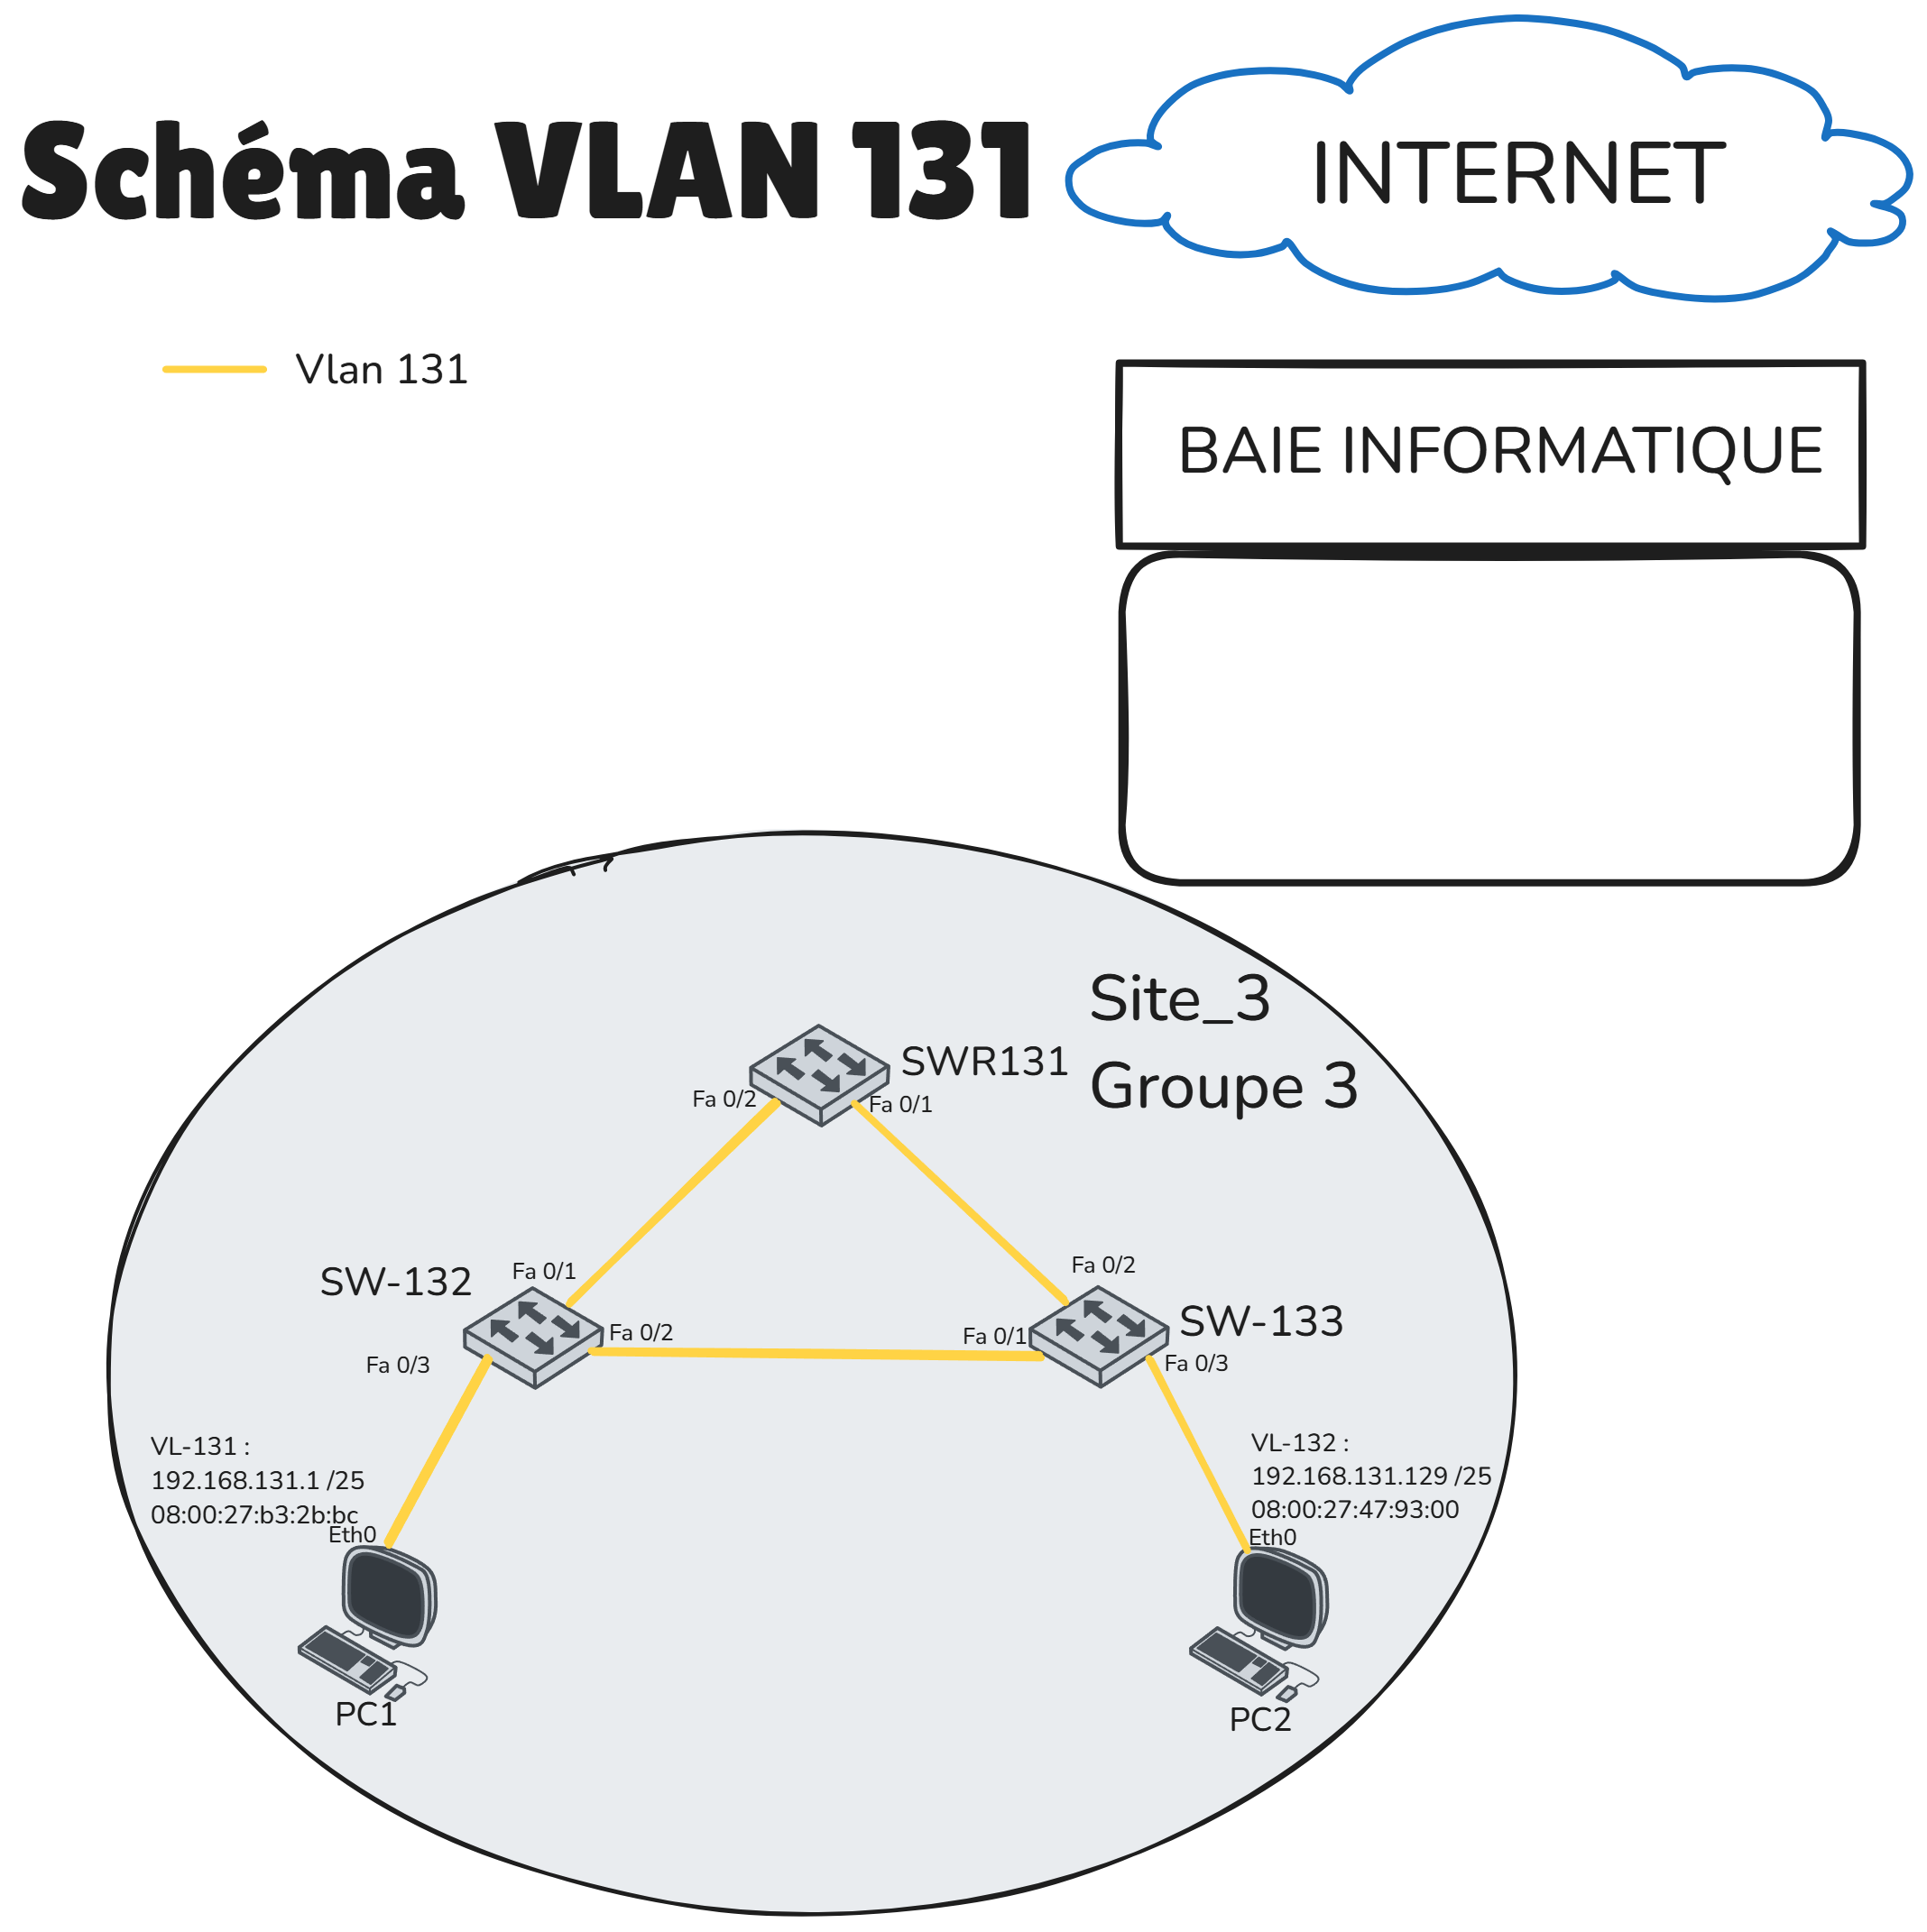 Schéma VLAN 131
INTERNET
Vlan 131
BAIE INFORMATIQUE
Site_3
Groupe 3
SWR131
Fa 0/2
Fa 0/1
SW-132
Fa 0/1
Fa 0/2
Fa 0/3
Fa 0/2
SW-133
Fa 0/1
Fa 0/3
VL-131 :
192.168.131.1 /25
08:00:27:b3:2b:bc
Eth0
VL-132 :
192.168.131.129 /25
08:00:27:47:93:00
Eth0
PC1
PC2